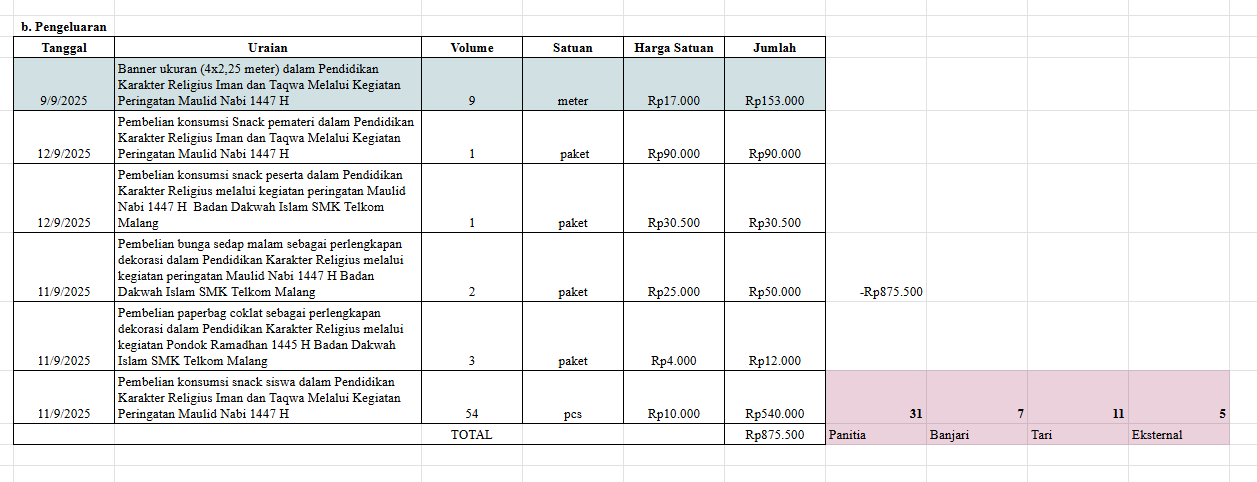 b. Pengeluaran
Tanggal Uraian Volume Satuan Harga Satuan Jumlah
Banner ukuran (4x2,25 meter) dalam Pendidikan
Karakter Religius Iman dan Taqwa Melalui Kegiatan
9/9/2025 Peringatan Maulid Nabi 1447 H 9 meter Rp17.000 Rp153.000
Pembelian konsumsi Snack pemateri dalam Pendidikan
Karakter Religius Iman dan Taqwa Melalui Kegiatan
12/9/2025 Peringatan Maulid Nabi 1447 H 1 paket Rp90.000 Rp90.000
Pembelian konsumsi snack peserta dalam Pendidikan
Karakter Religius melalui kegiatan peringatan Maulid
Nabi 1447 H Badan Dakwah Islam SMK Telkom
12/9/2025 Malang 1 paket Rp30.500 Rp30.500
Pembelian bunga sedap malam sebagai perlengkapan
dekorasi dalam Pendidikan Karakter Religius melalui
kegiatan peringatan Maulid Nabi 1447 H Badan
11/9/2025 Dakwah Islam SMK Telkom Malang 2 paket Rp25.000 Rp50.000 -Rp875.500
Pembelian paperbag coklat sebagai perlengkapan
dekorasi dalam Pendidikan Karakter Religius melalui
kegiatan Pondok Ramadhan 1445 H Badan Dakwah
11/9/2025 Islam SMK Telkom Malang 3 paket Rp4.000 Rp12.000
Pembelian konsumsi snack siswa dalam Pendidikan
Karakter Religius Iman dan Taqwa Melalui Kegiatan
11/9/2025 Peringatan Maulid Nabi 1447 H 54 pcs Rp10.000 Rp540.000 31 7 11 5
TOTAL Rp875.500 Panitia Banjari Tari Eksternal